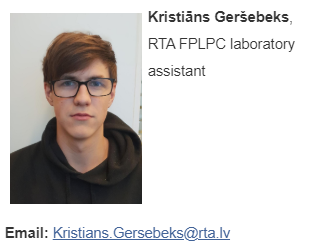 Kristiāns Geršebeks,
RTA FPLPC laboratory
assistant
Email: Kristians.Gersebeks@rta.lv